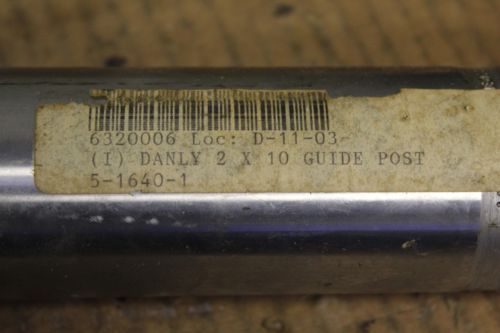 6320006 Loc: D-11-03
(I) DANLY 2 X 10 GUIDE POST
5-1640-1